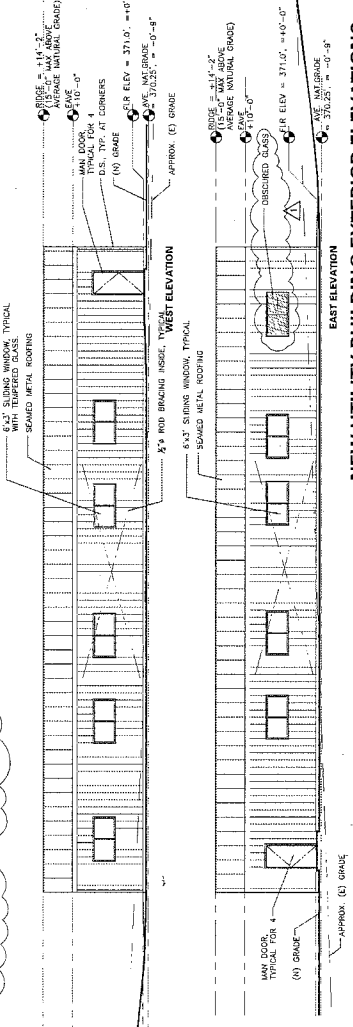 RIDGE = +14'-2"
(15'-0" MAX ABOVE
AVERAGE NATURAL GRADE)
EAVE
+10'-0"
MAN DOOR,
TYPICAL FOR 4
D.S., TYP. AT CORNERS
(N) GRADE
FLR ELEV = 371.0', =+0'
AVE. NAT.GRADE
370.25', = -0'-9"
APPROX. (E) GRADE
6'x3' SLIDING WINDOW, TYPICAL
WITH TEMPERED GLASS.
SEAMED METAL ROOFING
WEST ELEVATION
½"ø ROD BRACING INSIDE, TYPICAL
6'x3' SLIDING WINDOW, TYPICAL
SEAMED METAL ROOFING
RIDGE = +14'-2"
(15'-0" MAX ABOVE
AVERAGE NATURAL GRADE)
EAVE
+10'-0"
OBSCURED GLASS
1
FLR ELEV = 371.0', =+0'-0"
AVE. NAT.GRADE
= 370.25', = -0'-9"
MAN DOOR,
TYPICAL FOR 4
(N) GRADE
APPROX. (E) GRADE
EAST ELEVATION